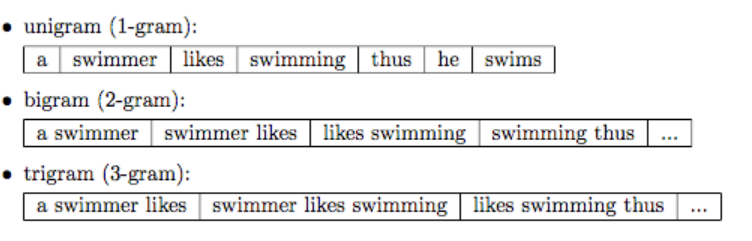 • unigram (1-gram):
a swimmer likes swimming thus he swims
• bigram (2-gram):
a swimmer swimmer likes likes swimming swimming thus ...
• trigram (3-gram):
a swimmer likes swimmer likes swimming likes swimming thus ...